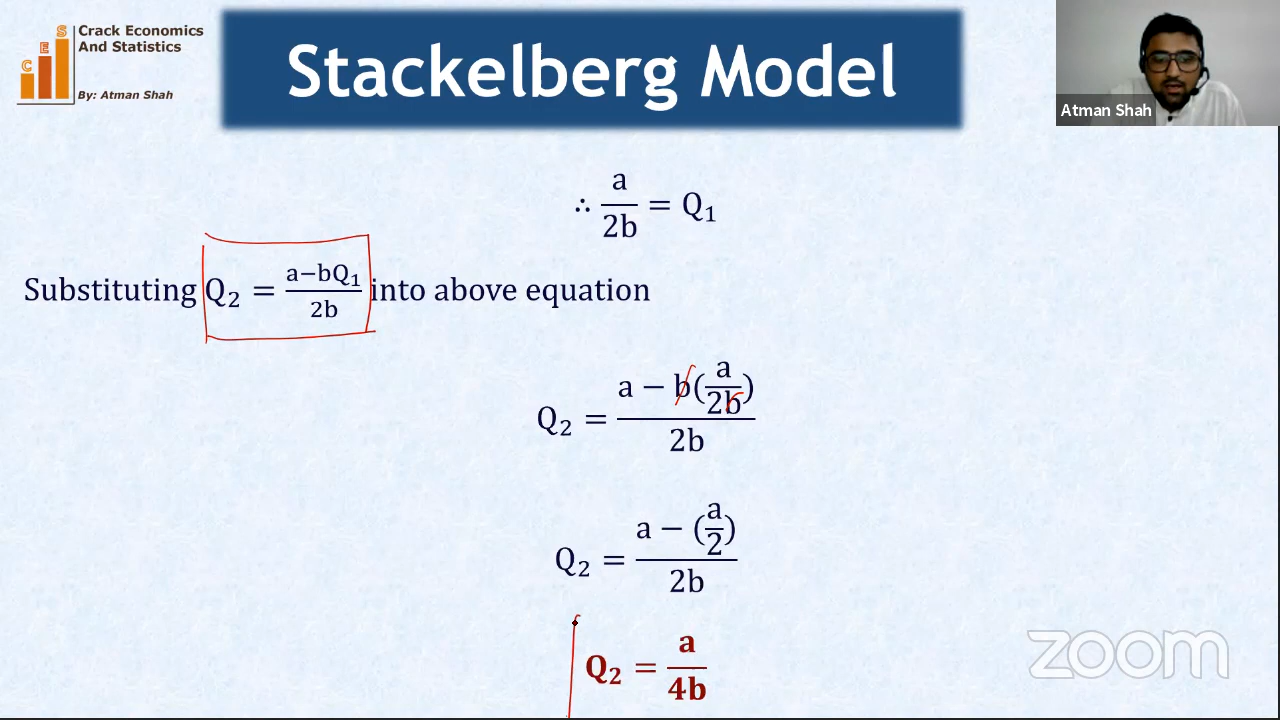 C E S
Crack Economics
And Statistics
By: Atman Shah
Stackelberg Model
Atman Shah
∴ a/2b = Q₁
Substituting Q₂ = a−bQ₁/2b into above equation
Q₂ = a − b(a/2b)/2b
Q₂ = a − (a/2)/2b
Q₂ = a/4b
zoom